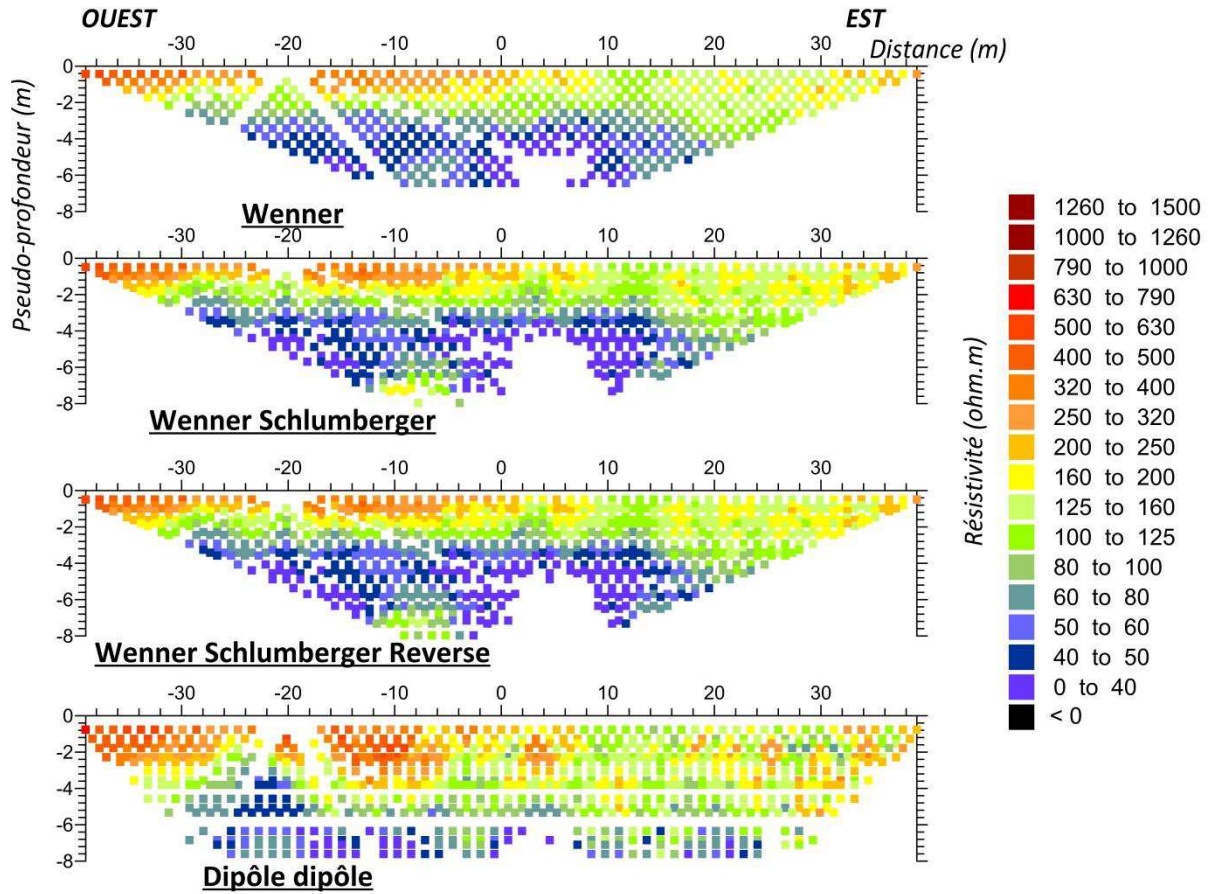 OUEST
EST
-30 -20 -10 0 10 20 30
Distance (m)
Pseudo-profondeur (m)
0
-2
-4
-6
-8
Wenner
-30 -20 -10 0 10 20 30
0
-2
-4
-6
-8
Wenner Schlumberger
-30 -20 -10 0 10 20 30
0
-2
-4
-6
-8
Wenner Schlumberger Reverse
-30 -20 -10 0 10 20 30
0
-2
-4
-6
-8
Dipôle dipôle
Résistivité (ohm.m)
1260 to 1500
1000 to 1260
790 to 1000
630 to 790
500 to 630
400 to 500
320 to 400
250 to 320
200 to 250
160 to 200
125 to 160
100 to 125
80 to 100
60 to 80
50 to 60
40 to 50
0 to 40
< 0